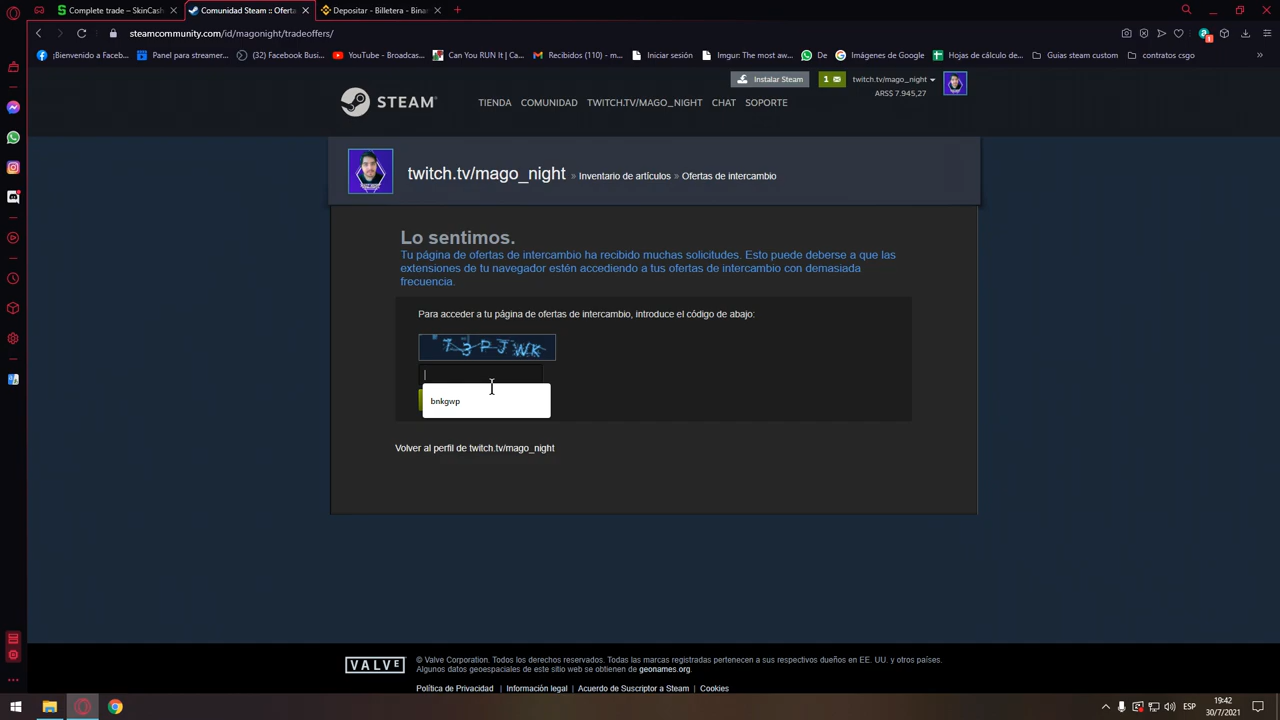 Complete trade – SkinCash
Comunidad Steam :: Oferta
Depositar - Billetera - Bina
steamcommunity.com/id/magonight/tradeoffers/
¡Bienvenido a Faceb...
Panel para streamer...
(32) Facebook Busin
YouTube - Broadcas...
Can You RUN It | Ca...
Recibidos (110) – m...
Iniciar sesión
Imgur: The most aw...
De
Imágenes de Google
Hojas de cálculo de...
Guias steam custom
contratos csgo
»
Instalar Steam
1
twitch.tv/mago_night
ARS$ 7.945,27
STEAM
TIENDA
COMUNIDAD
TWITCH.TV/MAGO_NIGHT
CHAT
SOPORTE
twitch.tv/mago_night » Inventario de artículos » Ofertas de intercambio
Lo sentimos.
Tu página de ofertas de intercambio ha recibido muchas solicitudes. Esto puede deberse a que las
extensiones de tu navegador estén accediendo a tus ofertas de intercambio con demasiada
frecuencia.
Para acceder a tu página de ofertas de intercambio, introduce el código de abajo:
bnkgwp
Volver al perfil de twitch.tv/mago_night
VALVE
© Valve Corporation. Todos los derechos reservados. Todas las marcas registradas pertenecen a sus respectivos dueños en EE. UU. y otros países.
Algunos datos geoespaciales de este sitio web se obtienen de geonames.org.
Política de Privacidad | Información legal | Acuerdo de Suscriptor a Steam | Cookies
ESP
19:42
30/7/2021